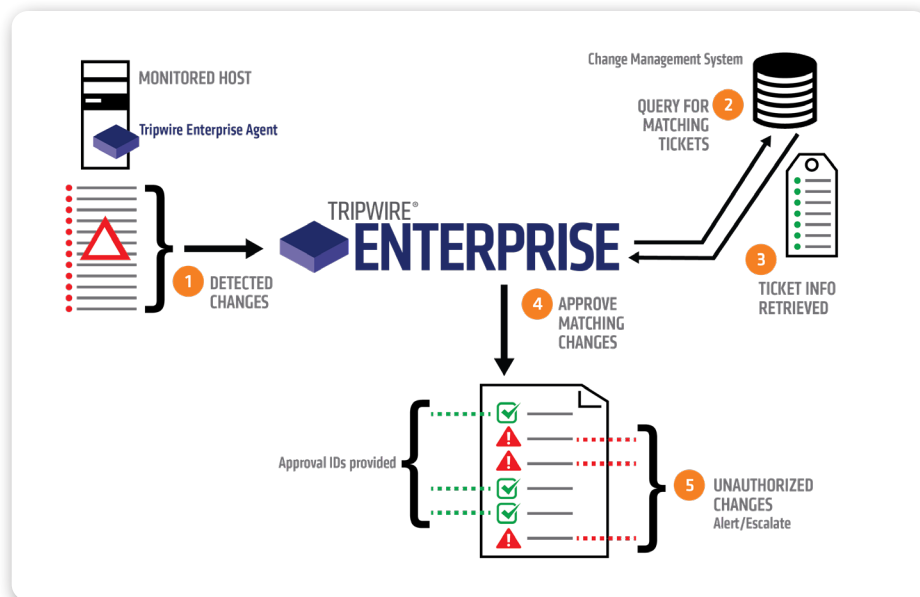 MONITORED HOST
Tripwire Enterprise Agent
1
DETECTED
CHANGES
TRIPWIRE®
ENTERPRISE
Change Management System
QUERY FOR
MATCHING
TICKETS
2
3
TICKET INFO
RETRIEVED
4
APPROVE
MATCHING
CHANGES
Approval IDs provided
5
UNAUTHORIZED
CHANGES
Alert/Escalate